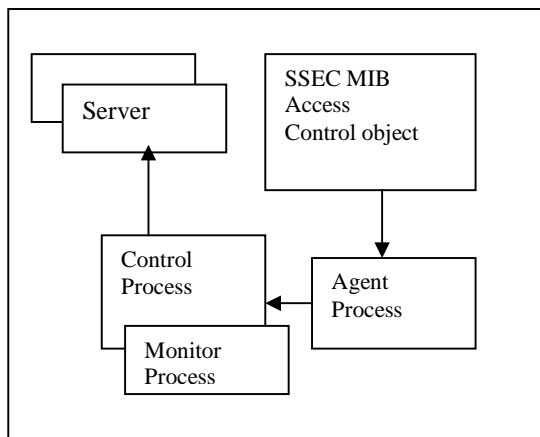 Server
SSEC MIB
Access
Control object
Control
Process
Agent
Process
Monitor
Process